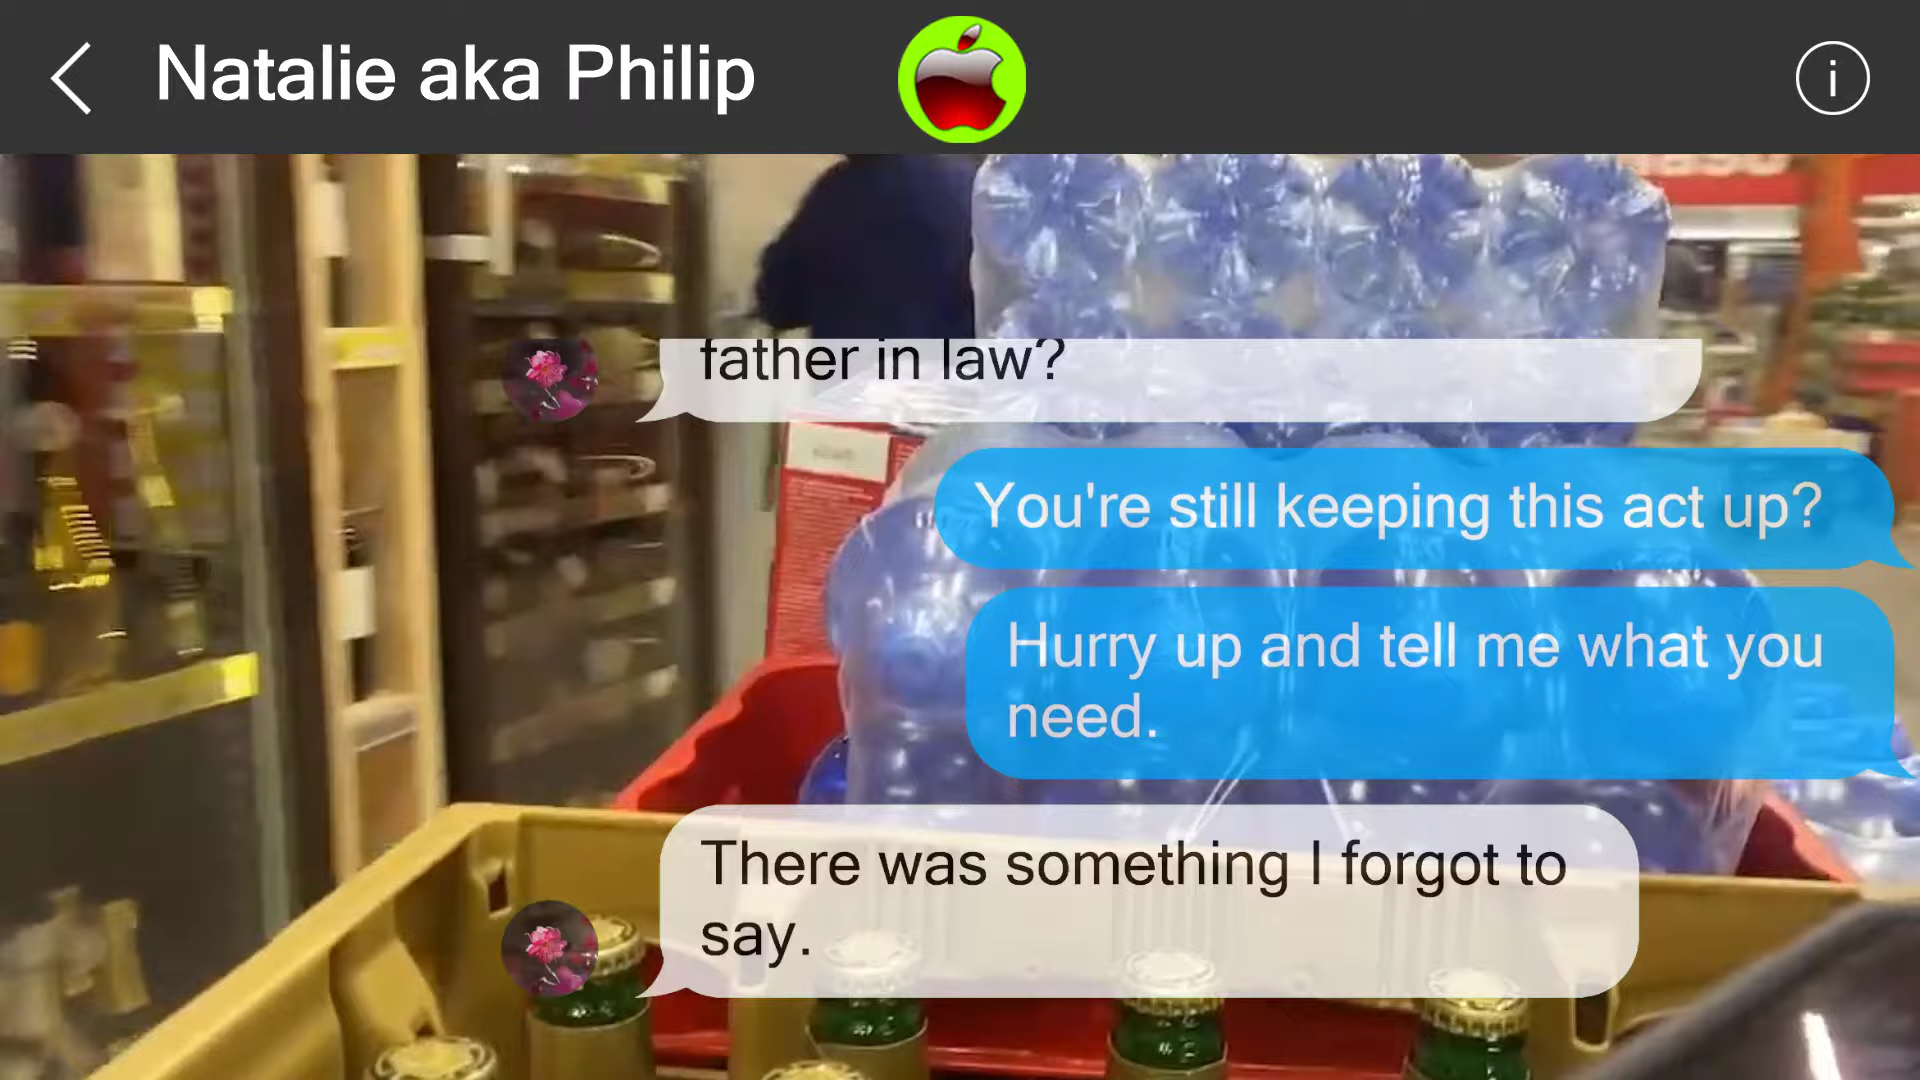 Natalie aka Philip
father in law?
You're still keeping this act up?
Hurry up and tell me what you
need.
There was something I forgot to
say.